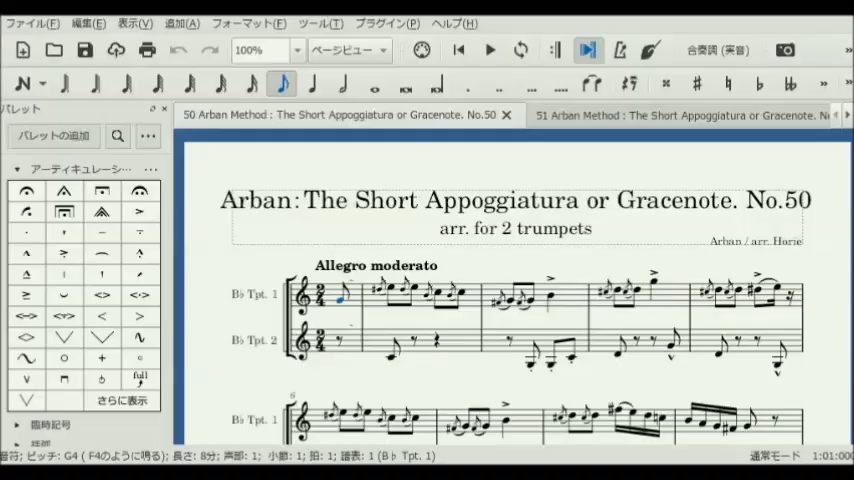 ファイル(F) 編集(E) 表示(V) 追加(A) フォーマット(F) ツール(T) プラグイン(P) ヘルプ(H)
100% ページビュー 合奏調 (実音)
パレット
50 Arban Method : The Short Appoggiatura or Gracenote. No.50
51 Arban Method : The Short Appoggiatura or Gracenote. N
パレットの追加
アーティキュレーシ…
Arban：The Short Appoggiatura or Gracenote. No.50
arr. for 2 trumpets
Arban / arr. Horie
Allegro moderato
B♭ Tpt. 1
B♭ Tpt. 2
full
さらに表示
6
B♭ Tpt. 1
臨時記号
音符; ピッチ: G4 ( F4のように鳴る); 長さ: 8分; 声部: 1; 小節: 1; 拍: 1; 譜表: 1 (B♭ Tpt. 1) 通常モード 1:01:000